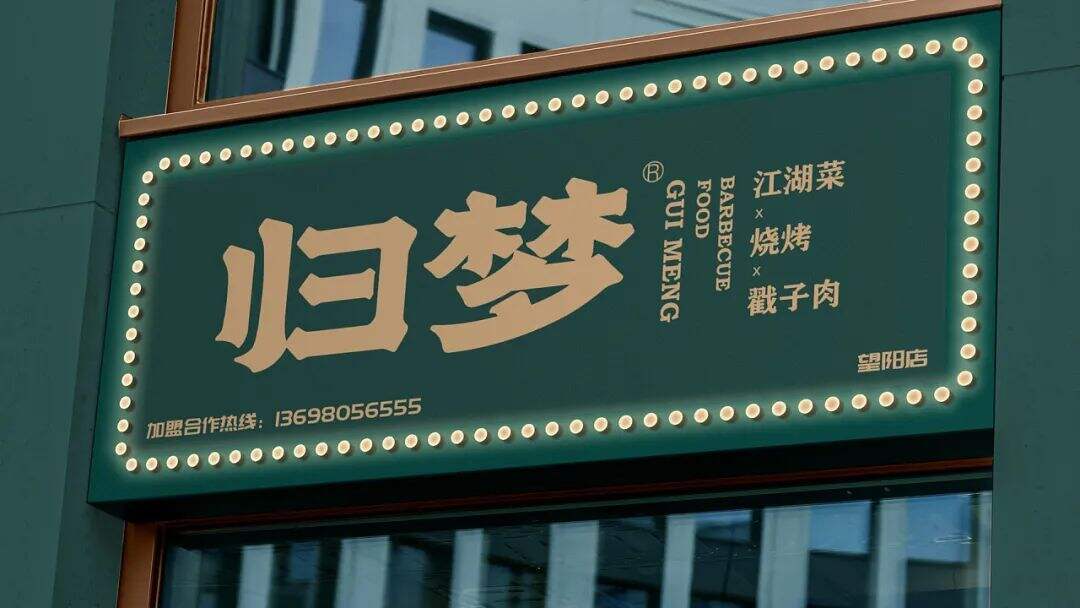 归梦
®
GUI MENG
BARBECUE
FOOD
江湖菜
x
烧烤
x
戳子肉
望阳店
加盟合作热线：13698056555